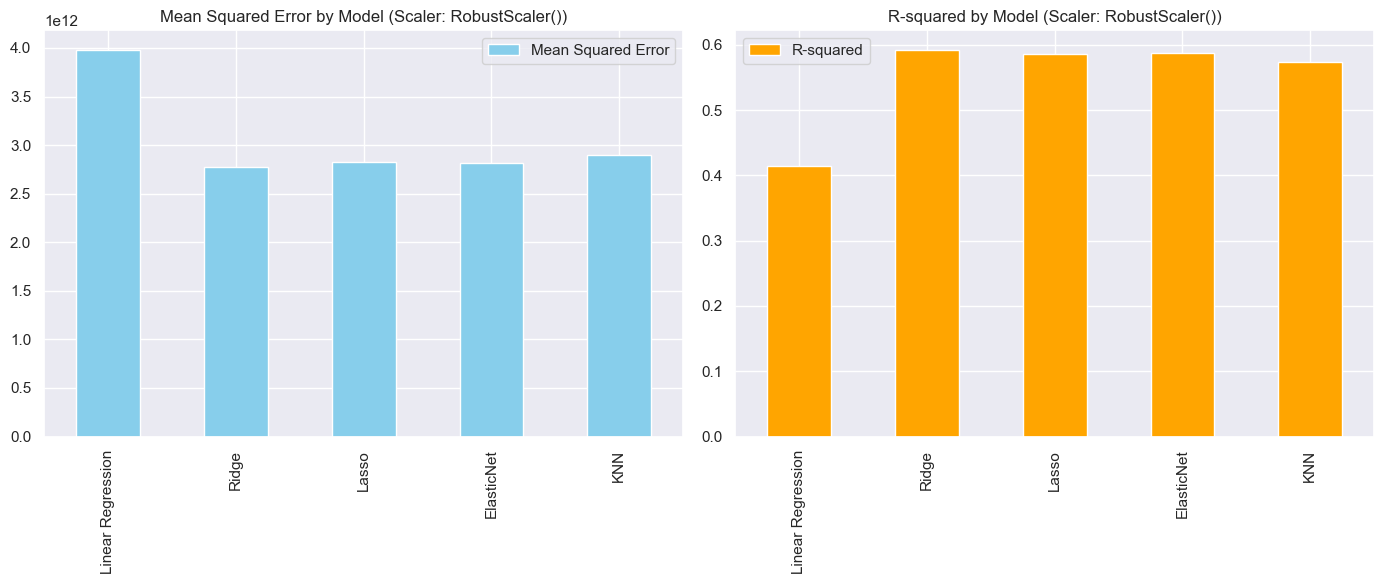 Mean Squared Error by Model (Scaler: RobustScaler())
1e12
Mean Squared Error
4.0
3.5
3.0
2.5
2.0
1.5
1.0
0.5
0.0
Linear Regression
Ridge
Lasso
ElasticNet
KNN
R-squared by Model (Scaler: RobustScaler())
R-squared
0.6
0.5
0.4
0.3
0.2
0.1
0.0
Linear Regression
Ridge
Lasso
ElasticNet
KNN